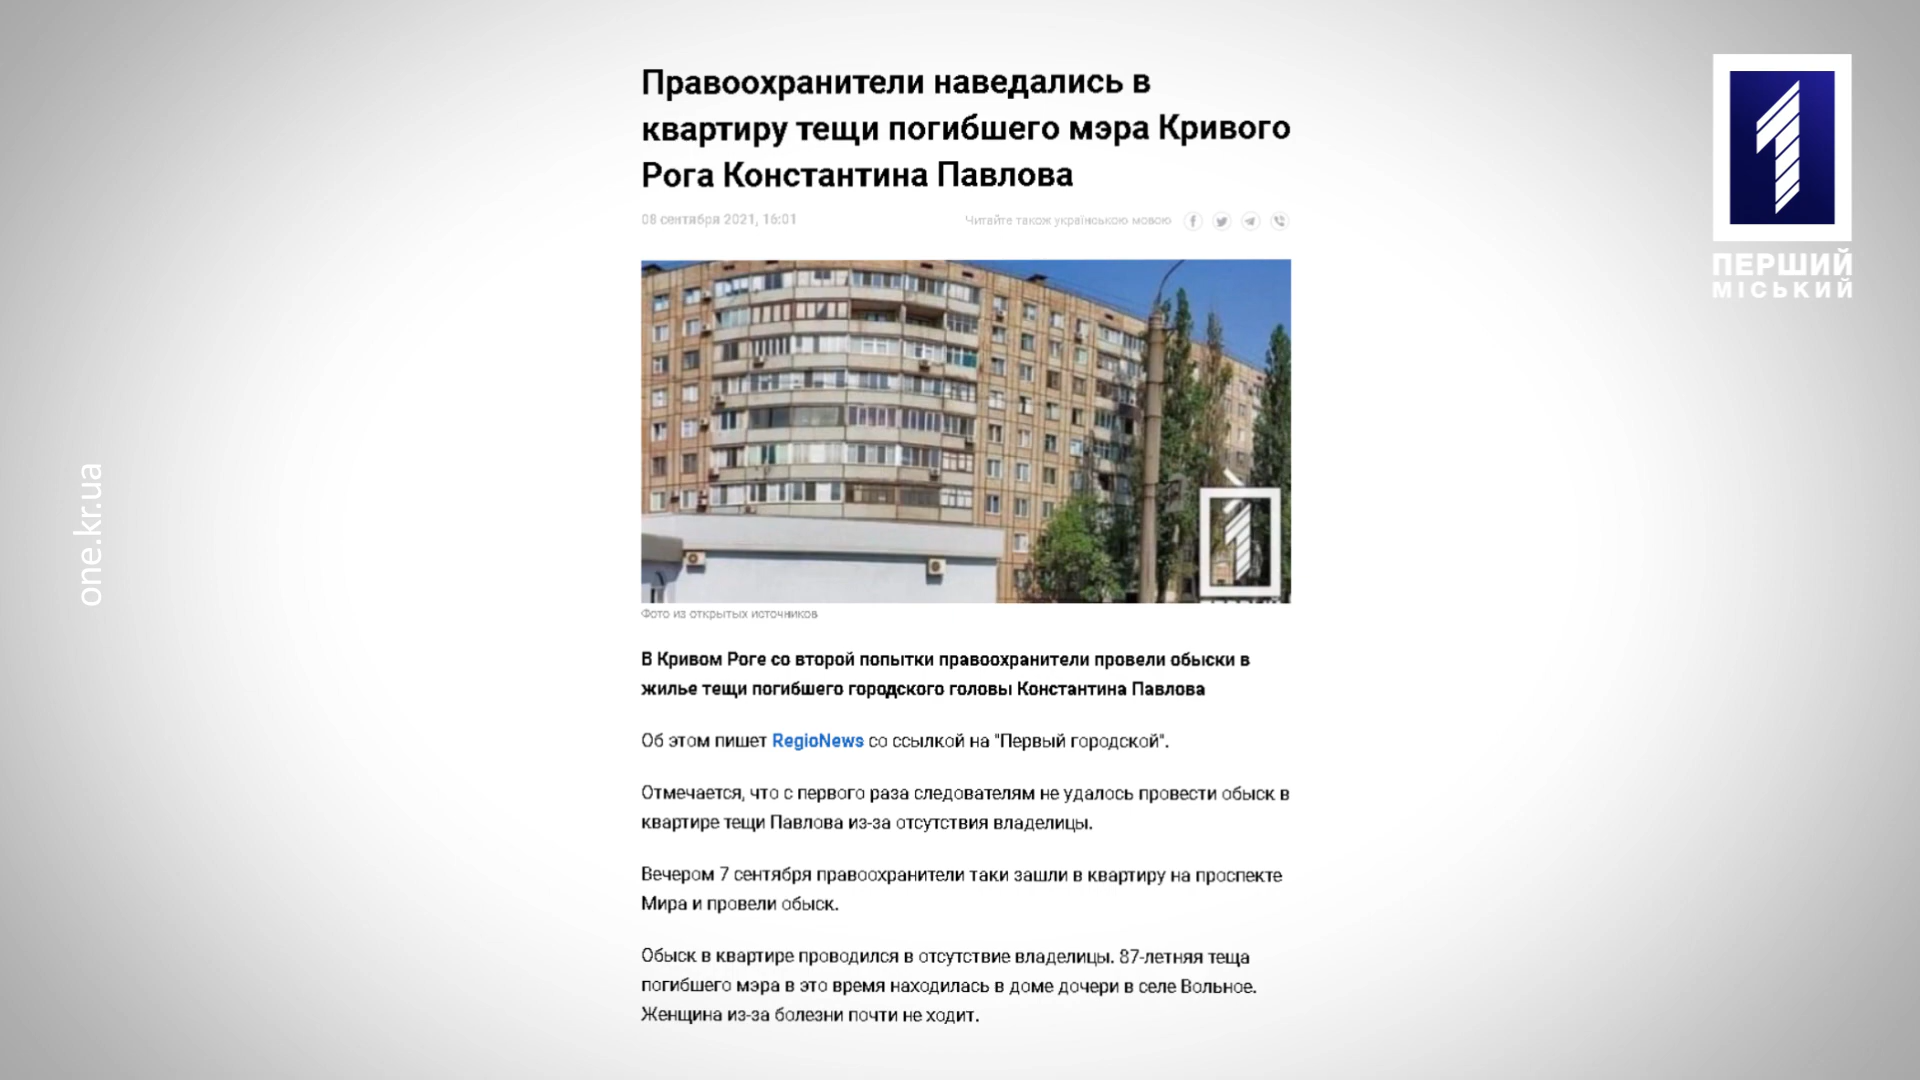 Правоохранители наведались в
квартиру тещи погибшего мэра Кривого
Рога Константина Павлова
08 сентября 2021, 16:01
Читайте також українською мовою
ПЕРШИЙ
МІСЬКИЙ
one.kr.ua
Фото из открытых источников
В Кривом Роге со второй попытки правоохранители провели обыски в
жилье тещи погибшего городского головы Константина Павлова
Об этом пишет RegioNews со ссылкой на "Первый городской".
Отмечается, что с первого раза следователям не удалось провести обыск в
квартире тещи Павлова из-за отсутствия владелицы.
Вечером 7 сентября правоохранители таки зашли в квартиру на проспекте
Мира и провели обыск.
Обыск в квартире проводился в отсутствие владелицы. 87-летняя теща
погибшего мэра в это время находилась в доме дочери в селе Вольное.
Женщина из-за болезни почти не ходит.